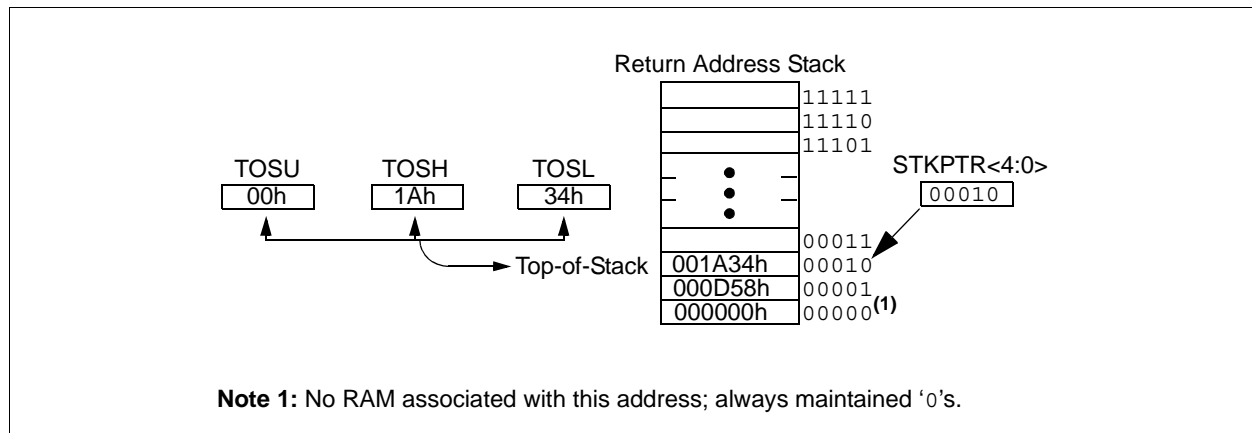 Return Address Stack
11111
11110
11101
TOSU TOSH TOSL
00h 1Ah 34h
STKPTR<4:0>
00010
00011
Top-of-Stack 001A34h 00010
000D58h 00001
000000h 00000(1)
Note 1: No RAM associated with this address; always maintained ‘0’s.